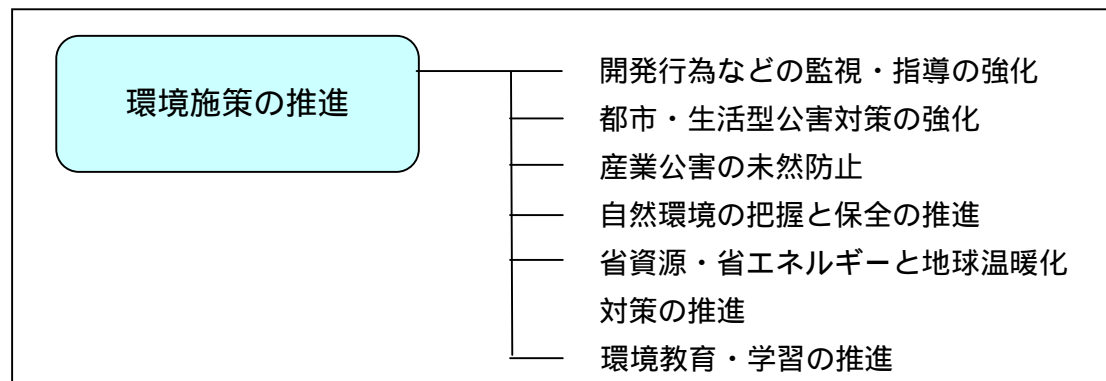 環境施策の推進
開発行為などの監視・指導の強化
都市・生活型公害対策の強化
産業公害の未然防止
自然環境の把握と保全の推進
省資源・省エネルギーと地球温暖化
対策の推進
環境教育・学習の推進